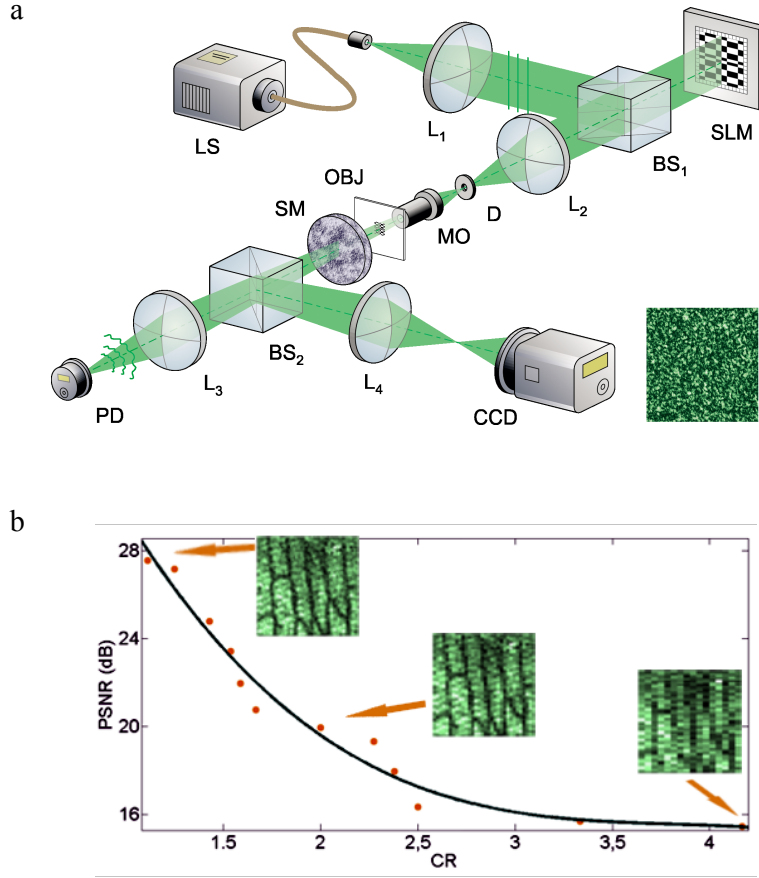 a
LS
L1
BS1
SLM
L2
D
MO
OBJ
SM
BS2
L3
L4
PD
CCD
b
PSNR (dB)
28
24
20
16
1.5 2 2,5 3 3,5 4
CR